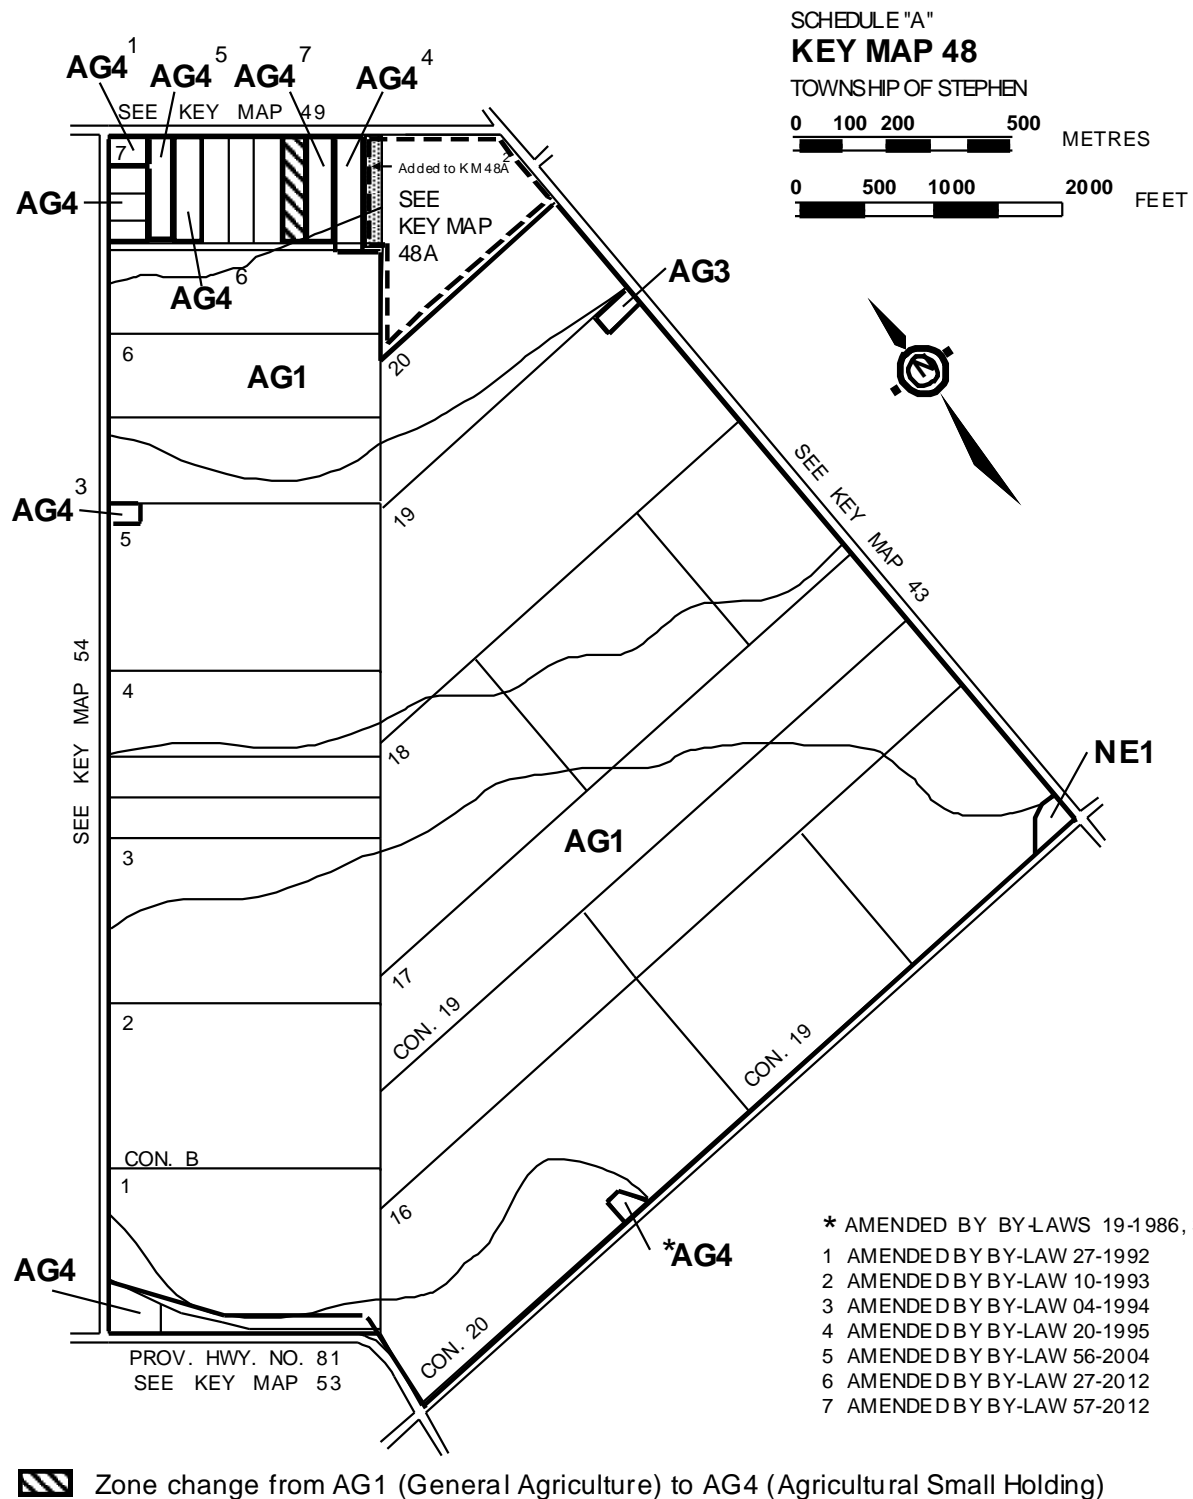 SCHEDULE "A"
KEY MAP 48
TOWNSHIP OF STEPHEN
0 100 200 500 METRES
0 500 1000 2000 FEET
AG4 1
AG4 5
AG4 7
AG4 4
SEE KEY MAP 49
7
Added to KM 48A 2
AG4
SEE
KEY MAP
48A
AG3
AG4 6
6
AG1
20
N
SEE KEY MAP 43
AG4 3
19
5
SEE KEY MAP 54
4
18
NE1
3
AG1
17
2
CON. 19
CON. 19
CON. B
1
16
*AG4
AG4
CON. 20
PROV. HWY. NO. 81
SEE KEY MAP 53
* AMENDED BY BY-LAWS 19-1986,
1 AMENDED BY BY-LAW 27-1992
2 AMENDED BY BY-LAW 10-1993
3 AMENDED BY BY-LAW 04-1994
4 AMENDED BY BY-LAW 20-1995
5 AMENDED BY BY-LAW 56-2004
6 AMENDED BY BY-LAW 27-2012
7 AMENDED BY BY-LAW 57-2012
Zone change from AG1 (General Agriculture) to AG4 (Agricultural Small Holding)